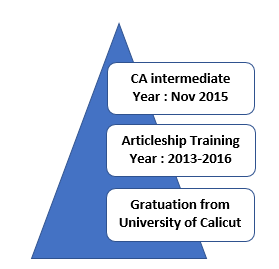 CA intermediate
Year : Nov 2015
Articleship Training
Year : 2013-2016
Gratuation from
University of Calicut